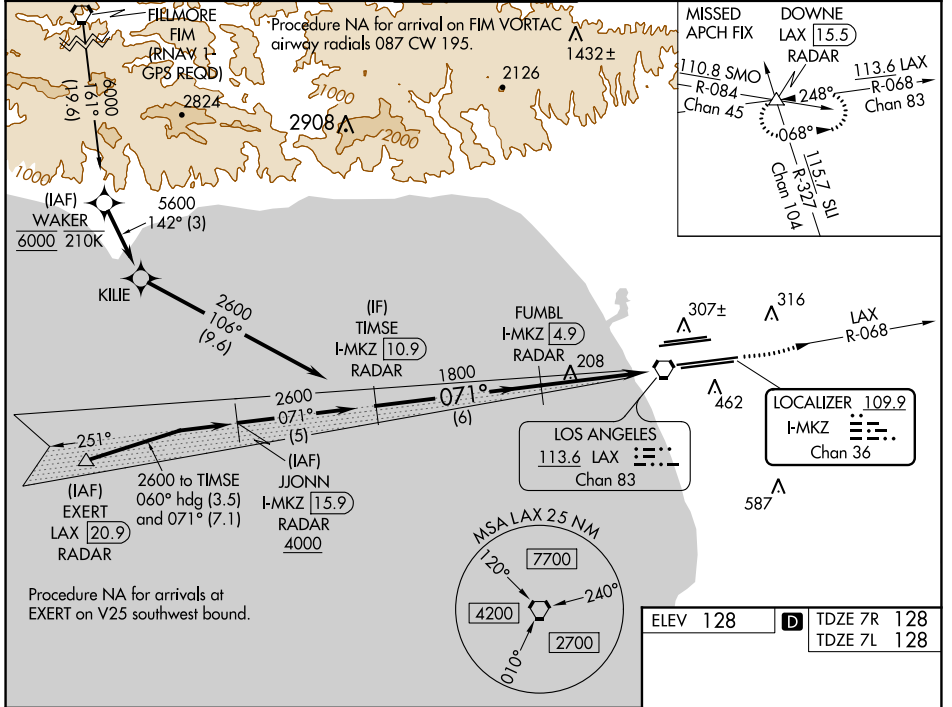 FILLMORE
FIM
(RNAV 1-
GPS REQD)
*Procedure NA for arrival on FIM VORTAC
airway radials 087 CW 195.
1432±
2126
2824
2908
1000
2000
1000
6000
161°
(19.6)
MISSED
APCH FIX
DOWNE
LAX 15.5
RADAR
110.8 SMO
R-084
Chan 45
113.6 LAX
R-068
Chan 83
248°
068°
115.7 SLI
R-327
Chan 104
(IAF)
WAKER
6000 210K
5600
142° (3)
KILIE
2600
106°
(9.6)
(IF)
TIMSE
I-MKZ 10.9
RADAR
FUMBL
I-MKZ 4.9
RADAR
307±
316
208
462
587
LAX
R-068
1800
071°
(6)
2600
071°
(5)
251°
(IAF)
EXERT
LAX 20.9
RADAR
2600 to TIMSE
060° hdg (3.5)
and 071° (7.1)
(IAF)
JJONN
I-MKZ 15.9
RADAR
4000
LOS ANGELES
113.6 LAX
Chan 83
LOCALIZER 109.9
I-MKZ
Chan 36
Procedure NA for arrivals at
EXERT on V25 southwest bound.
MSA LAX 25 NM
120°
7700
240°
4200
2700
010°
ELEV 128
D
TDZE 7R 128
TDZE 7L 128